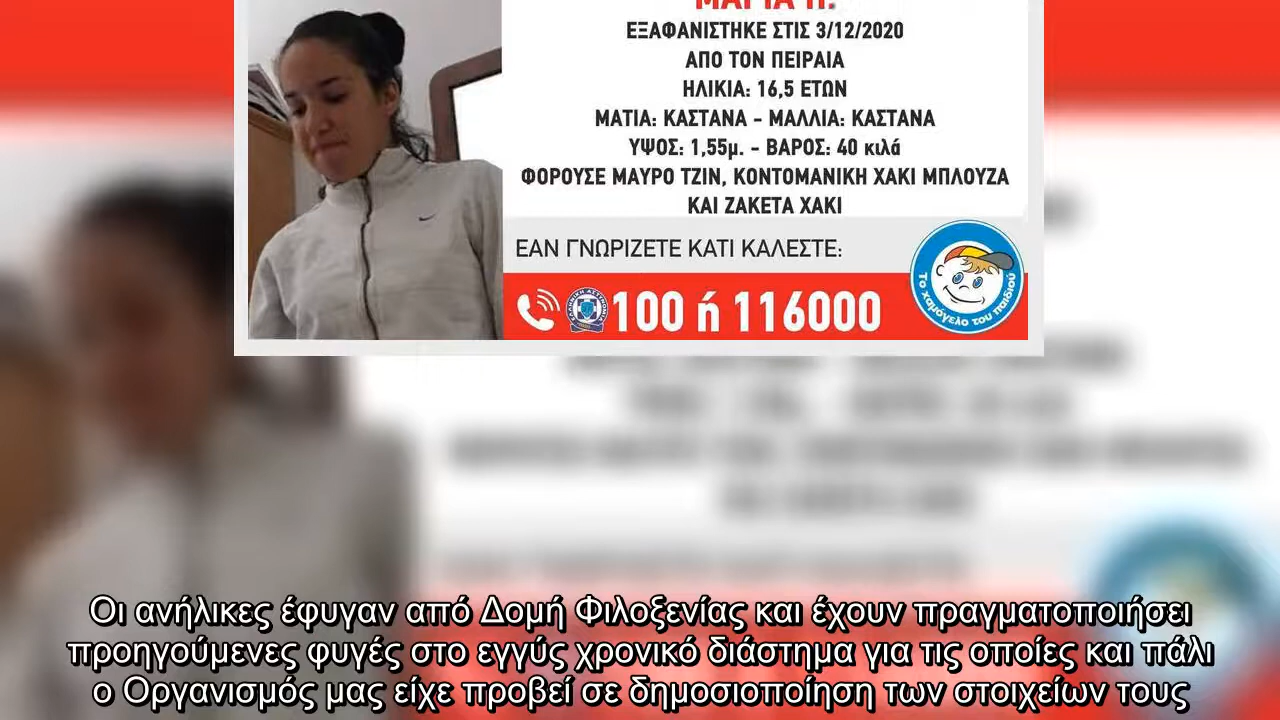 ΜΑΡΙΑ Π.
ΕΞΑΦΑΝΙΣΤΗΚΕ ΣΤΙΣ 3/12/2020
ΑΠΟ ΤΟΝ ΠΕΙΡΑΙΑ
ΗΛΙΚΙΑ: 16,5 ΕΤΩΝ
ΜΑΤΙΑ: ΚΑΣΤΑΝΑ - ΜΑΛΛΙΑ: ΚΑΣΤΑΝΑ
ΥΨΟΣ: 1,55μ. - ΒΑΡΟΣ: 40 κιλά
ΦΟΡΟΥΣΕ ΜΑΥΡΟ ΤΖΙΝ, ΚΟΝΤΟΜΑΝΙΚΗ ΧΑΚΙ ΜΠΛΟΥΖΑ
ΚΑΙ ΖΑΚΕΤΑ ΧΑΚΙ
ΕΑΝ ΓΝΩΡΙΖΕΤΕ ΚΑΤΙ ΚΑΛΕΣΤΕ:
ΕΛΛΗΝΙΚΗ ΑΣΤΥΝΟΜΙΑ
100 ή 116000
Το χαμόγελο του παιδιού
Οι ανήλικες έφυγαν από Δομή Φιλοξενίας και έχουν πραγματοποιήσει
προηγούμενες φυγές στο εγγύς χρονικό διάστημα για τις οποίες και πάλι
ο Οργανισμός μας είχε προβεί σε δημοσιοποίηση των στοιχείων τους